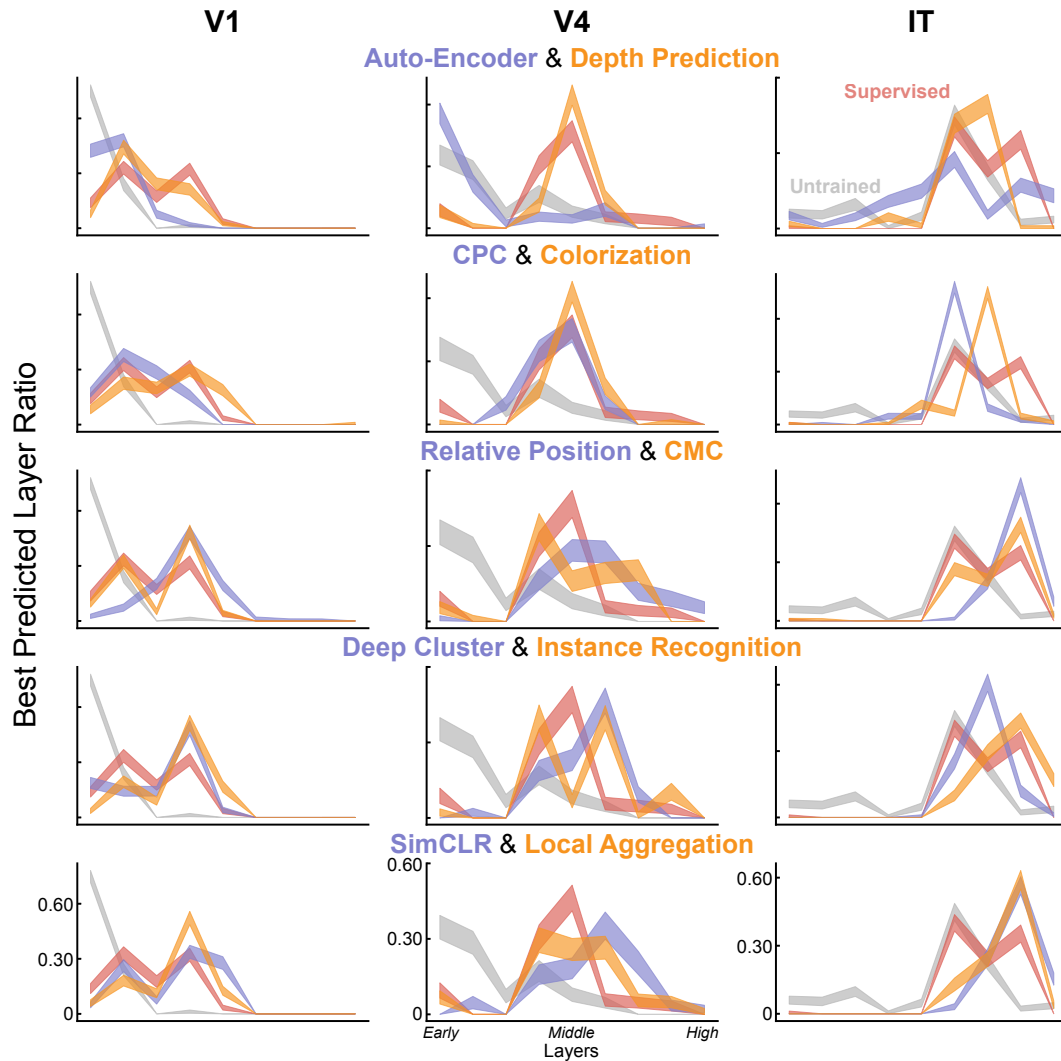 V1 V4 IT
Auto-Encoder & Depth Prediction
Supervised
Untrained
CPC & Colorization
Relative Position & CMC
Deep Cluster & Instance Recognition
SimCLR & Local Aggregation
Best Predicted Layer Ratio
0.60
0.30
0
0.60
0.30
0
0.60
0.30
0
Early Middle High
Layers